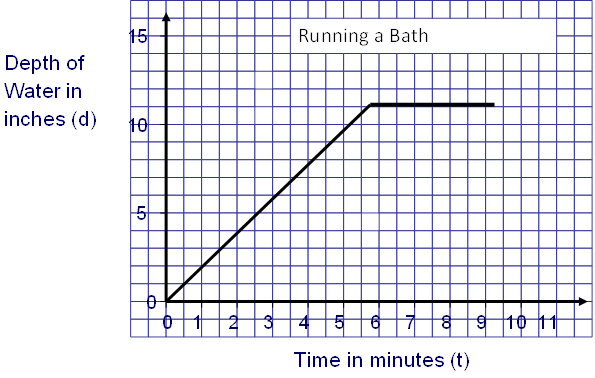 15
Running a Bath
Depth of
Water in
inches (d)
10
5
0
0 1 2 3 4 5 6 7 8 9 10 11
Time in minutes (t)